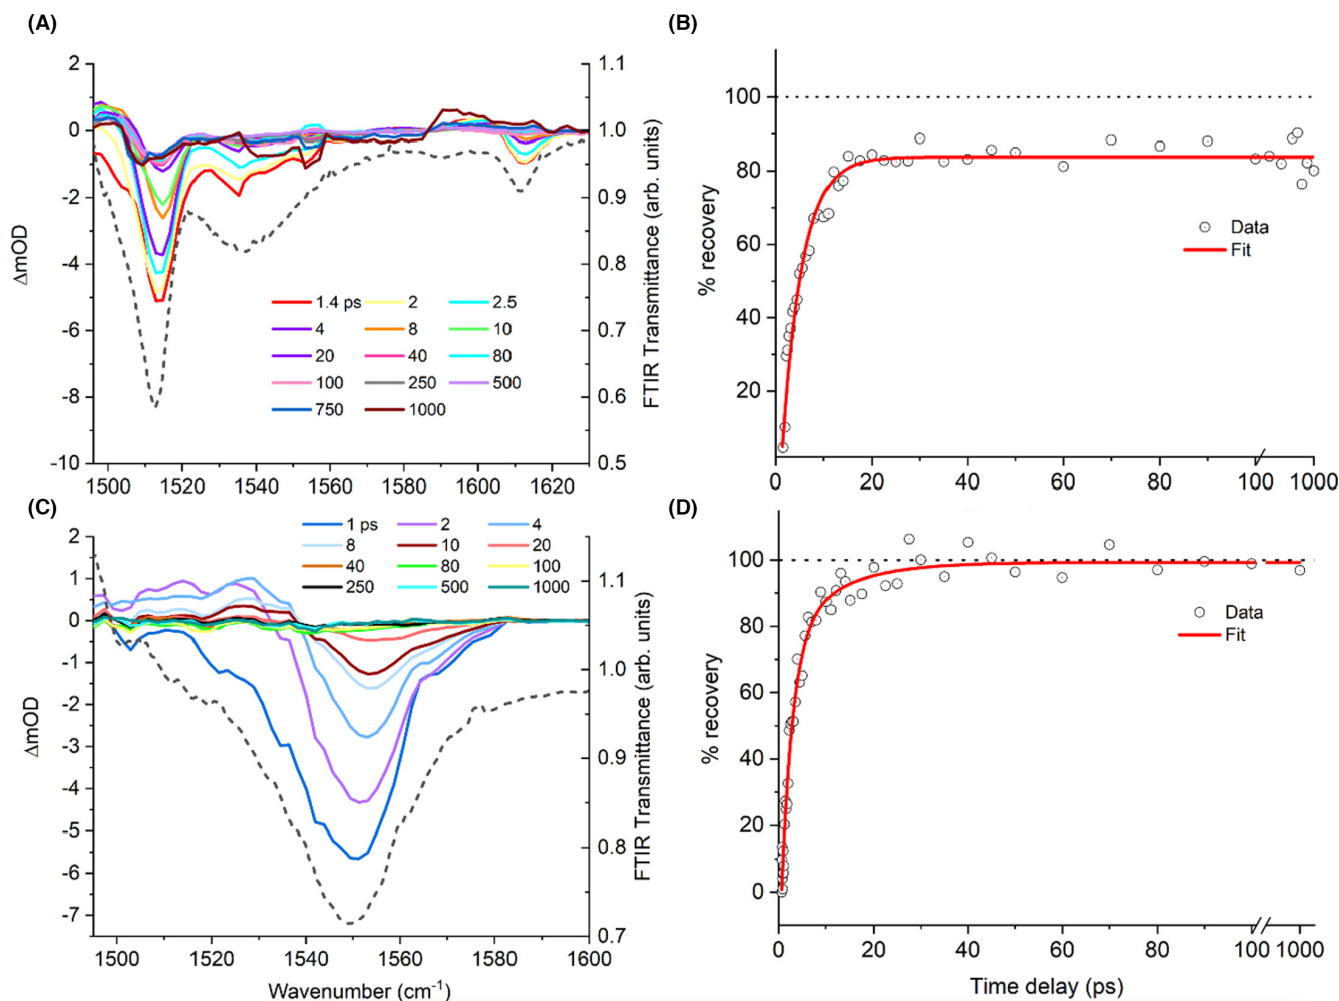 (A)
2
0
-2
-4
-6
-8
-10
ΔmOD
1.1
1.0
0.9
0.8
0.7
0.6
0.5
FTIR Transmittance (arb. units)
1.4 ps 2 2.5
4 8 10
20 40 80
100 250 500
750 1000
1500 1520 1540 1560 1580 1600 1620
(B)
100
80
60
40
20
% recovery
Data
Fit
0 20 40 60 80 100 1000
(C)
2
1
0
-1
-2
-3
-4
-5
-6
-7
ΔmOD
1 ps 2 4
8 10 20
40 80 100
250 500 1000
1.1
1.0
0.9
0.8
0.7
FTIR Transmittance (arb. units)
1500 1520 1540 1560 1580 1600
Wavenumber (cm-1)
(D)
100
80
60
40
20
0
% recovery
Data
Fit
0 20 40 60 80 100 1000
Time delay (ps)